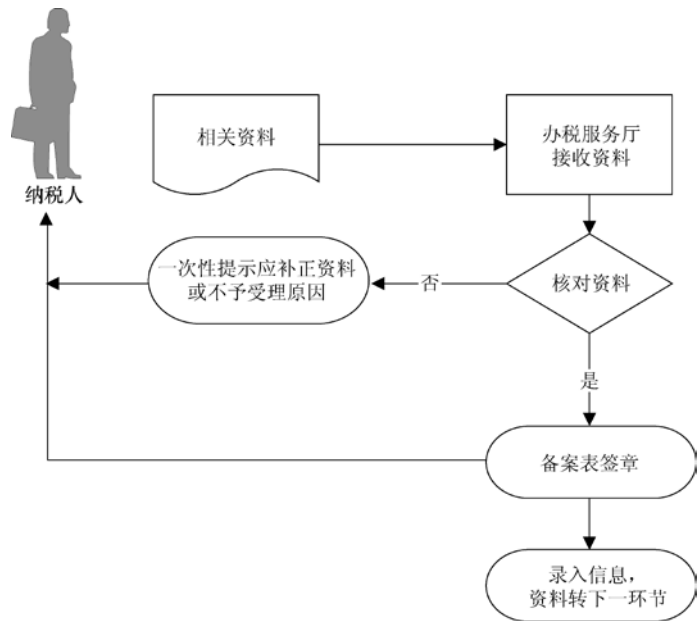 相关资料
办税服务厅
接收资料
纳税人
一次性提示应补正资料
或不予受理原因
否
核对资料
是
备案表签章
录入信息，
资料转下一环节